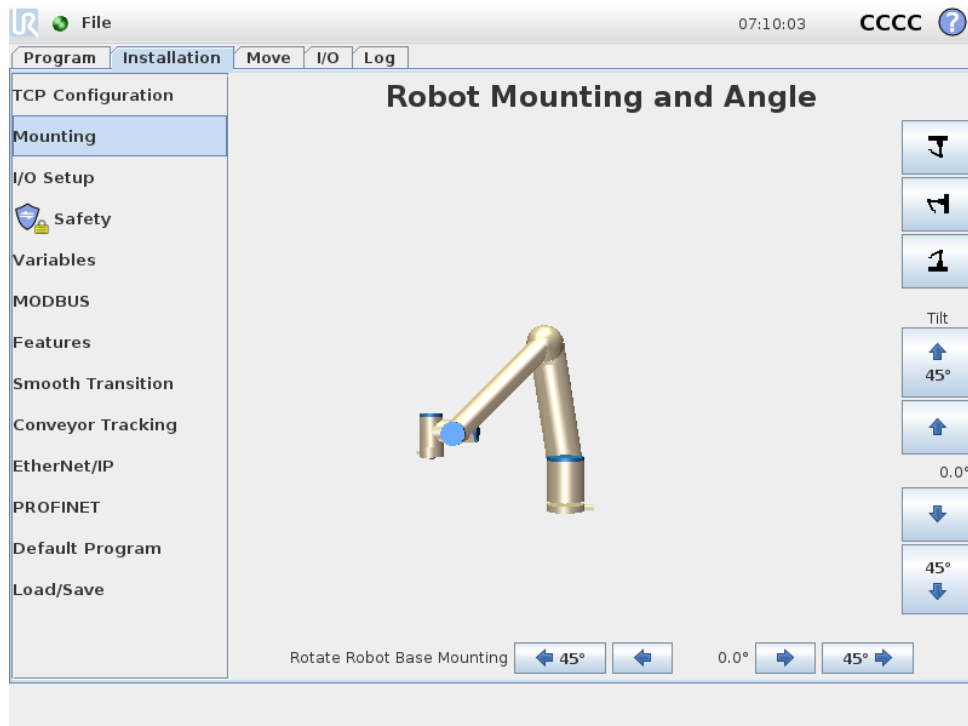 UR File 07:10:03 CCCC ?
Program Installation Move I/O Log
TCP Configuration
Mounting
I/O Setup
Safety
Variables
MODBUS
Features
Smooth Transition
Conveyor Tracking
EtherNet/IP
PROFINET
Default Program
Load/Save
Robot Mounting and Angle
Tilt
45°
0.0°
45°
Rotate Robot Base Mounting 45° 0.0° 45°